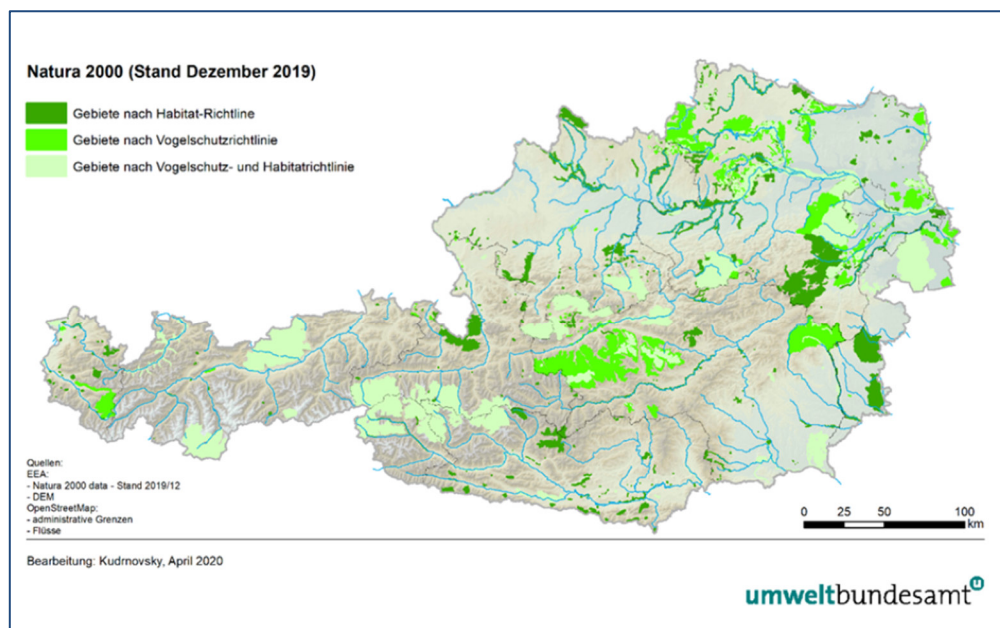 Natura 2000 (Stand Dezember 2019)
Gebiete nach Habitat-Richtline
Gebiete nach Vogelschutzrichtlinie
Gebiete nach Vogelschutz- und Habitatrichtlinie
Quellen:
EEA:
- Natura 2000 data - Stand 2019/12
- DEM
OpenStreetMap:
- administrative Grenzen
- Flüsse
0 25 50 100
km
Bearbeitung: Kudrnovsky, April 2020
umweltbundesamt u